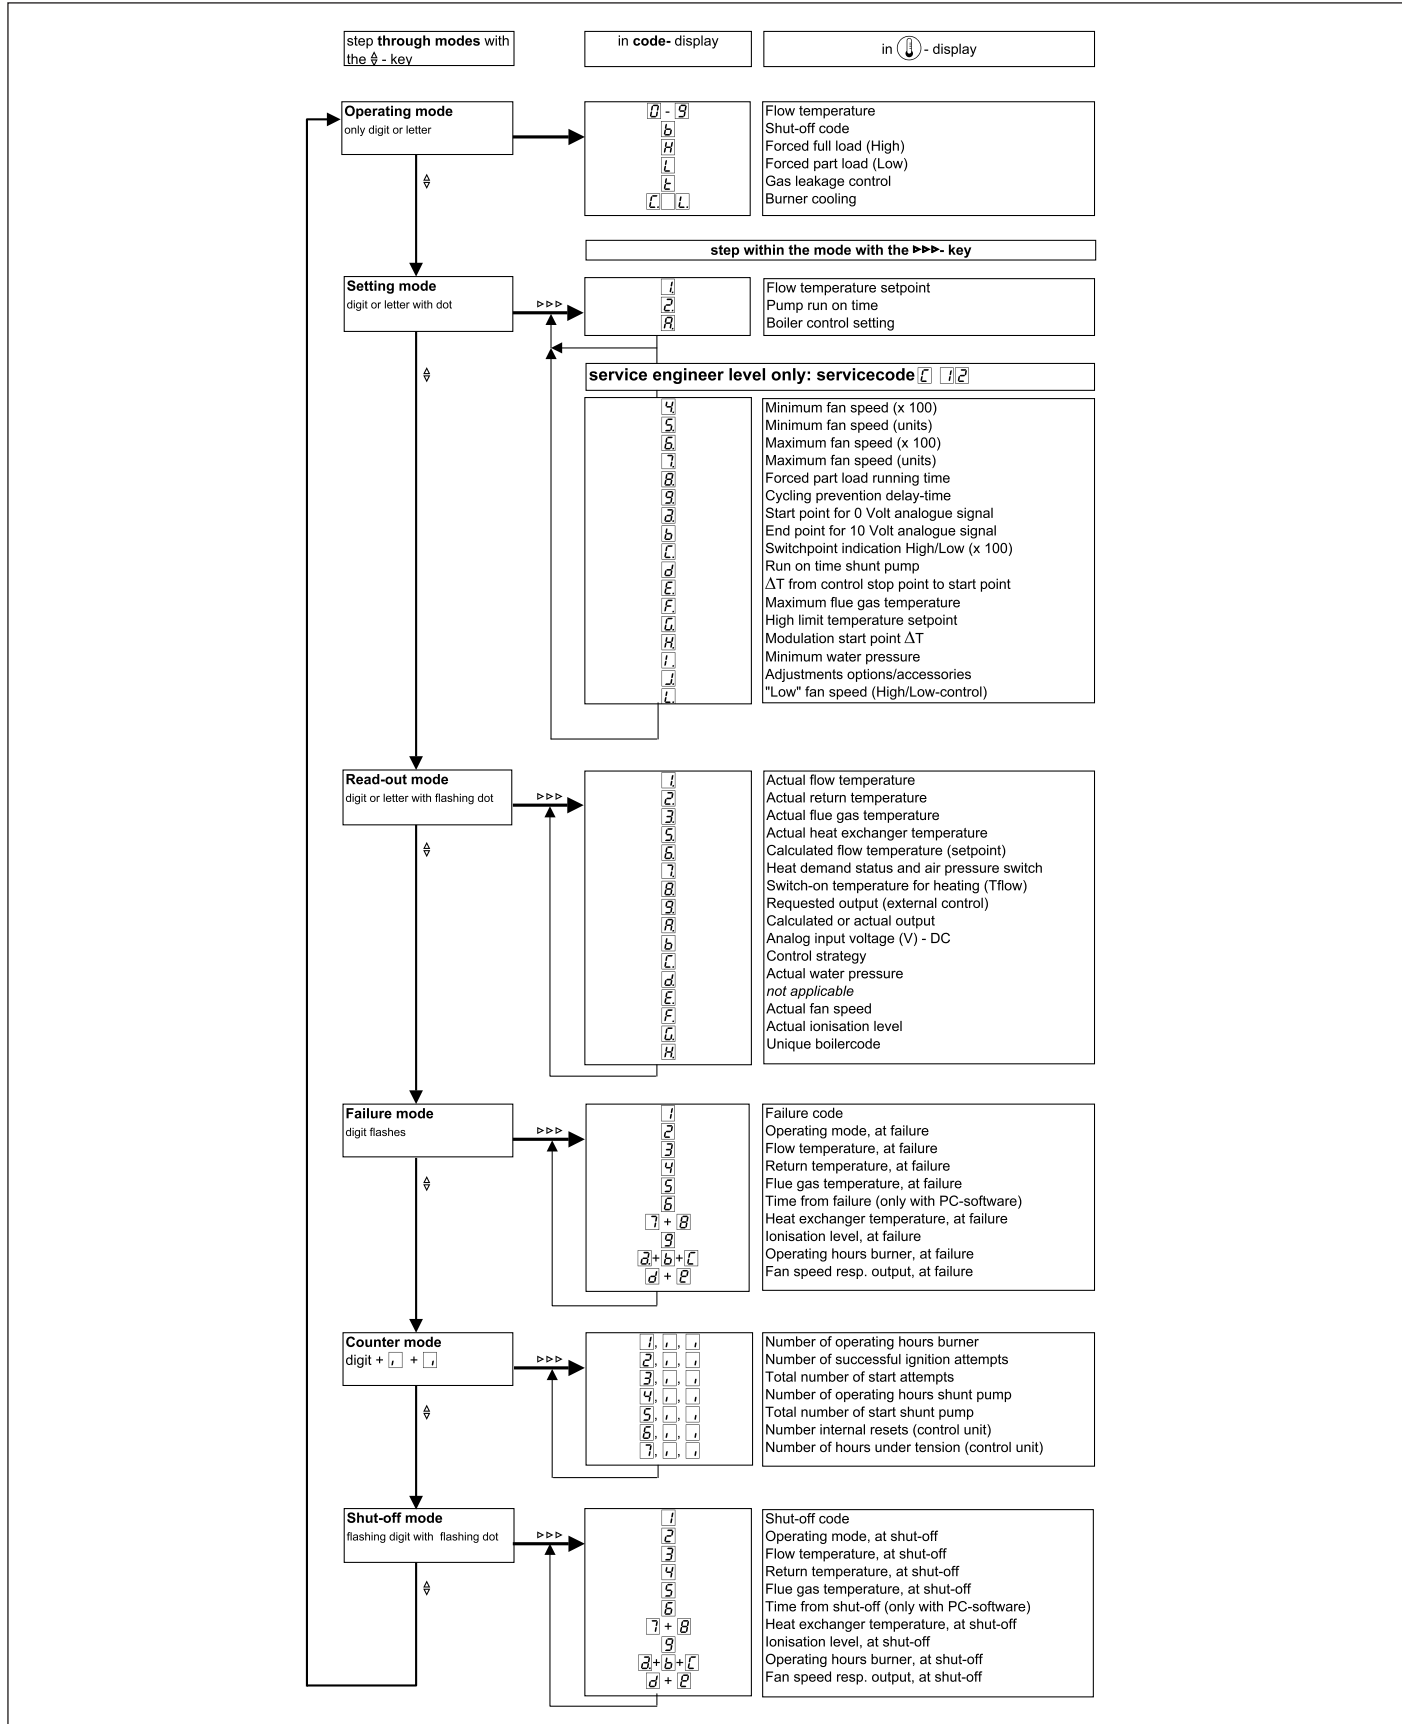 step through modes with
the - key
in code- display
in - display
Operating mode
only digit or letter
0 - 9
b
H
L
t
C. L.
Flow temperature
Shut-off code
Forced full load (High)
Forced part load (Low)
Gas leakage control
Burner cooling
step within the mode with the ▷▷▷- key
Setting mode
digit or letter with dot
▷▷▷
1.
2.
A.
Flow temperature setpoint
Pump run on time
Boiler control setting
service engineer level only: servicecode C 12
4.
5.
6.
7.
8.
9.
a.
b
C.
d
E.
F.
G.
H.
I.
J.
L.
Minimum fan speed (x 100)
Minimum fan speed (units)
Maximum fan speed (x 100)
Maximum fan speed (units)
Forced part load running time
Cycling prevention delay-time
Start point for 0 Volt analogue signal
End point for 10 Volt analogue signal
Switchpoint indication High/Low (x 100)
Run on time shunt pump
ΔT from control stop point to start point
Maximum flue gas temperature
High limit temperature setpoint
Modulation start point ΔT
Minimum water pressure
Adjustments options/accessories
"Low" fan speed (High/Low-control)
Read-out mode
digit or letter with flashing dot
▷▷▷
1.
2.
3.
5.
6.
7.
8.
9.
A.
b
C.
d.
E.
F.
G.
H.
Actual flow temperature
Actual return temperature
Actual flue gas temperature
Actual heat exchanger temperature
Calculated flow temperature (setpoint)
Heat demand status and air pressure switch
Switch-on temperature for heating (Tflow)
Requested output (external control)
Calculated or actual output
Analog input voltage (V) - DC
Control strategy
Actual water pressure
not applicable
Actual fan speed
Actual ionisation level
Unique boilercode
Failure mode
digit flashes
▷▷▷
1
2
3
4
5
6
7 + 8
9
a.+b+C
d + e
Failure code
Operating mode, at failure
Flow temperature, at failure
Return temperature, at failure
Flue gas temperature, at failure
Time from failure (only with PC-software)
Heat exchanger temperature, at failure
Ionisation level, at failure
Operating hours burner, at failure
Fan speed resp. output, at failure
Counter mode
digit + ı + ı
▷▷▷
1, ı, ı
2, ı, ı
3, ı, ı
4, ı, ı
5, ı, ı
6, ı, ı
7, ı, ı
Number of operating hours burner
Number of successful ignition attempts
Total number of start attempts
Number of operating hours shunt pump
Total number of start shunt pump
Number internal resets (control unit)
Number of hours under tension (control unit)
Shut-off mode
flashing digit with flashing dot
▷▷▷
1
2
3
4
5
6
7 + 8
9
a.+b+C
d + e
Shut-off code
Operating mode, at shut-off
Flow temperature, at shut-off
Return temperature, at shut-off
Flue gas temperature, at shut-off
Time from shut-off (only with PC-software)
Heat exchanger temperature, at shut-off
Ionisation level, at shut-off
Operating hours burner, at shut-off
Fan speed resp. output, at shut-off